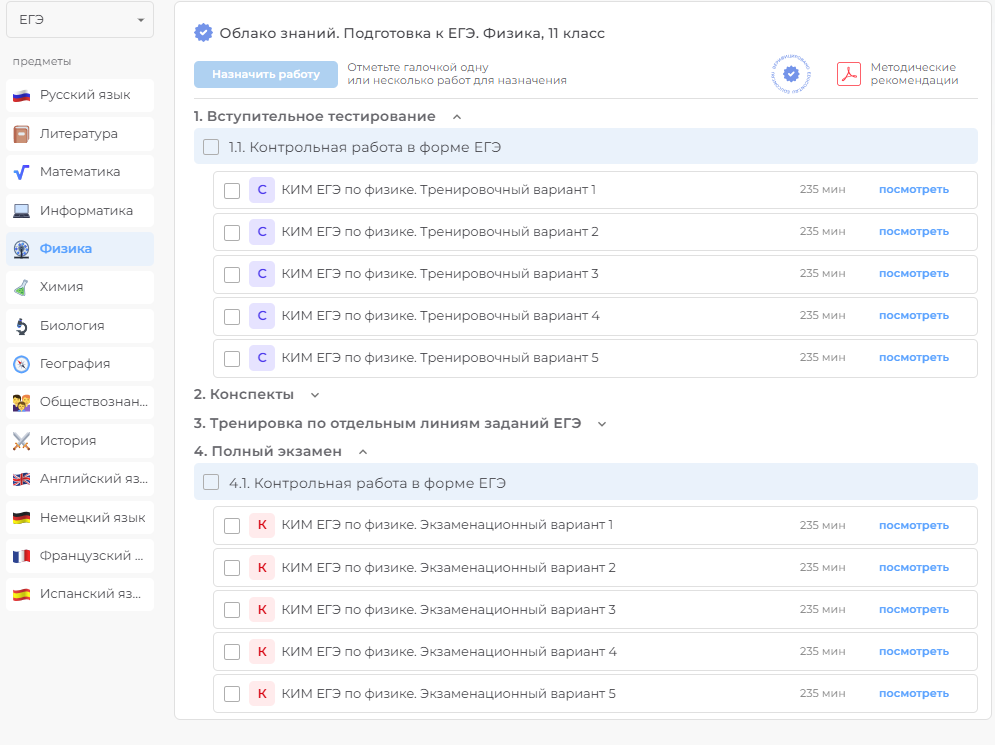 ЕГЭ
предметы
Русский язык
Литература
Математика
Информатика
Физика
Химия
Биология
География
Обществознан...
История
Английский яз...
Немецкий язык
Французский ...
Испанский яз...
Облако знаний. Подготовка к ЕГЭ. Физика, 11 класс
Назначить работу
Отметьте галочкой одну
или несколько работ для назначения
Методические
рекомендации
1. Вступительное тестирование
1.1. Контрольная работа в форме ЕГЭ
С КИМ ЕГЭ по физике. Тренировочный вариант 1 235 мин посмотреть
С КИМ ЕГЭ по физике. Тренировочный вариант 2 235 мин посмотреть
С КИМ ЕГЭ по физике. Тренировочный вариант 3 235 мин посмотреть
С КИМ ЕГЭ по физике. Тренировочный вариант 4 235 мин посмотреть
С КИМ ЕГЭ по физике. Тренировочный вариант 5 235 мин посмотреть
2. Конспекты
3. Тренировка по отдельным линиям заданий ЕГЭ
4. Полный экзамен
4.1. Контрольная работа в форме ЕГЭ
К КИМ ЕГЭ по физике. Экзаменационный вариант 1 235 мин посмотреть
К КИМ ЕГЭ по физике. Экзаменационный вариант 2 235 мин посмотреть
К КИМ ЕГЭ по физике. Экзаменационный вариант 3 235 мин посмотреть
К КИМ ЕГЭ по физике. Экзаменационный вариант 4 235 мин посмотреть
К КИМ ЕГЭ по физике. Экзаменационный вариант 5 235 мин посмотреть